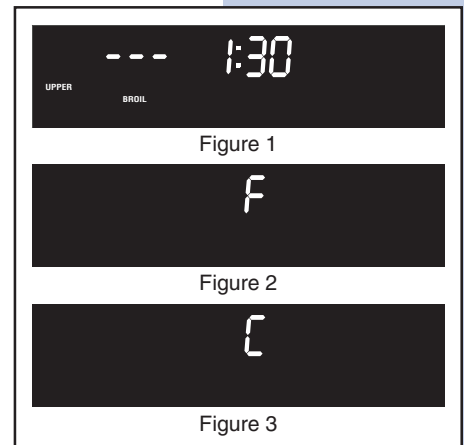 --- 1:30
UPPER
BROIL
Figure 1
F
Figure 2
C
Figure 3